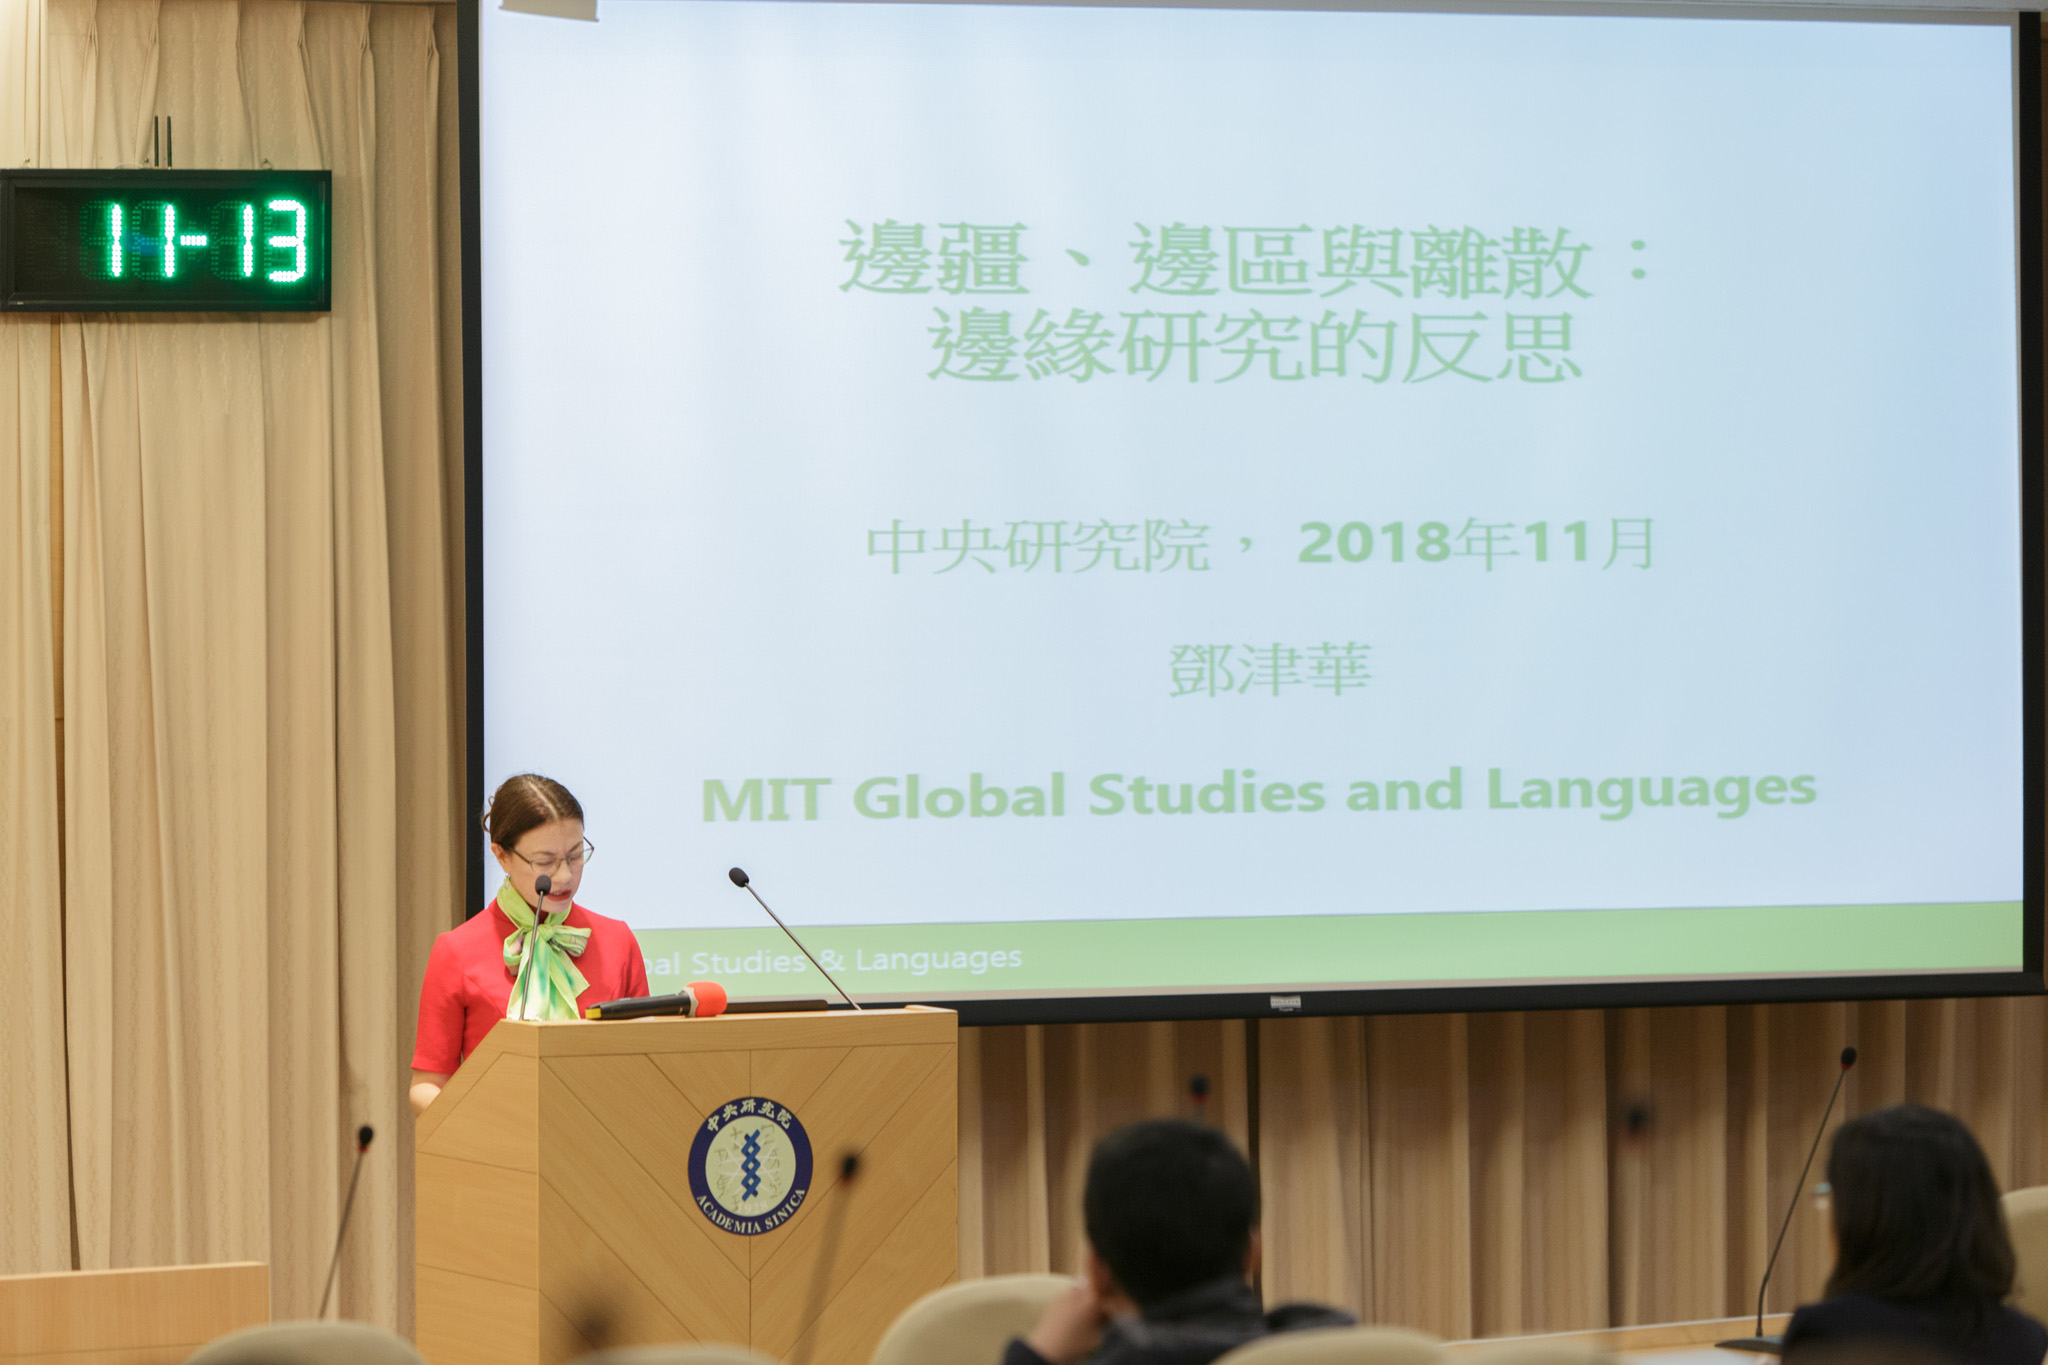 11-13
邊疆、邊區與離散：
邊緣研究的反思
中央研究院， 2018年11月
鄧津華
MIT Global Studies and Languages
bal Studies & Languages
中央研究院
ACADEMIA SINICA